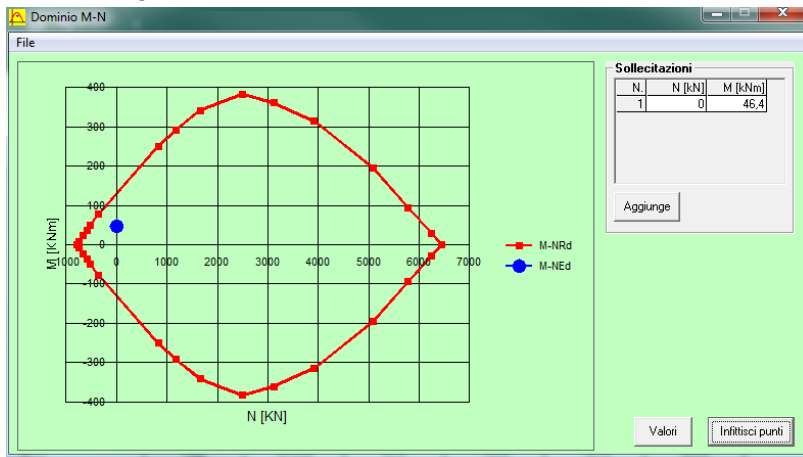 Dominio M-N
File
400
300
200
100
0
-100
-200
-300
-400
M [KNm]
-1000 0 1000 2000 3000 4000 5000 6000 7000
N [KN]
M-NRd
M-NEd
Sollecitazioni
N. N [kN] M [kNm]
1 0 46,4
Aggiunge
Valori
Infittisci punti